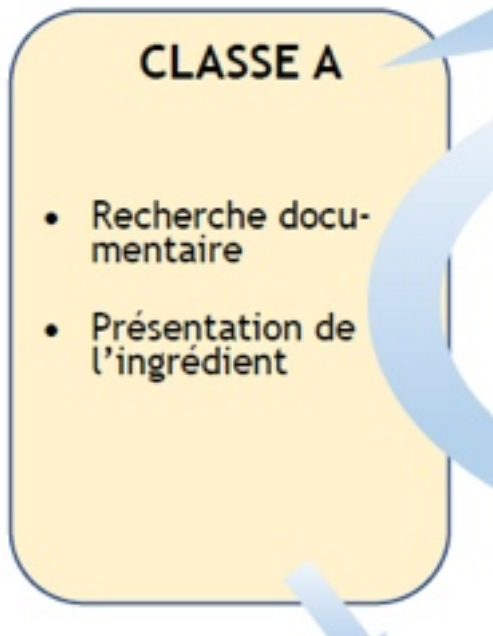 CLASSE A
• Recherche docu-
mentaire
• Présentation de
l'ingrédient